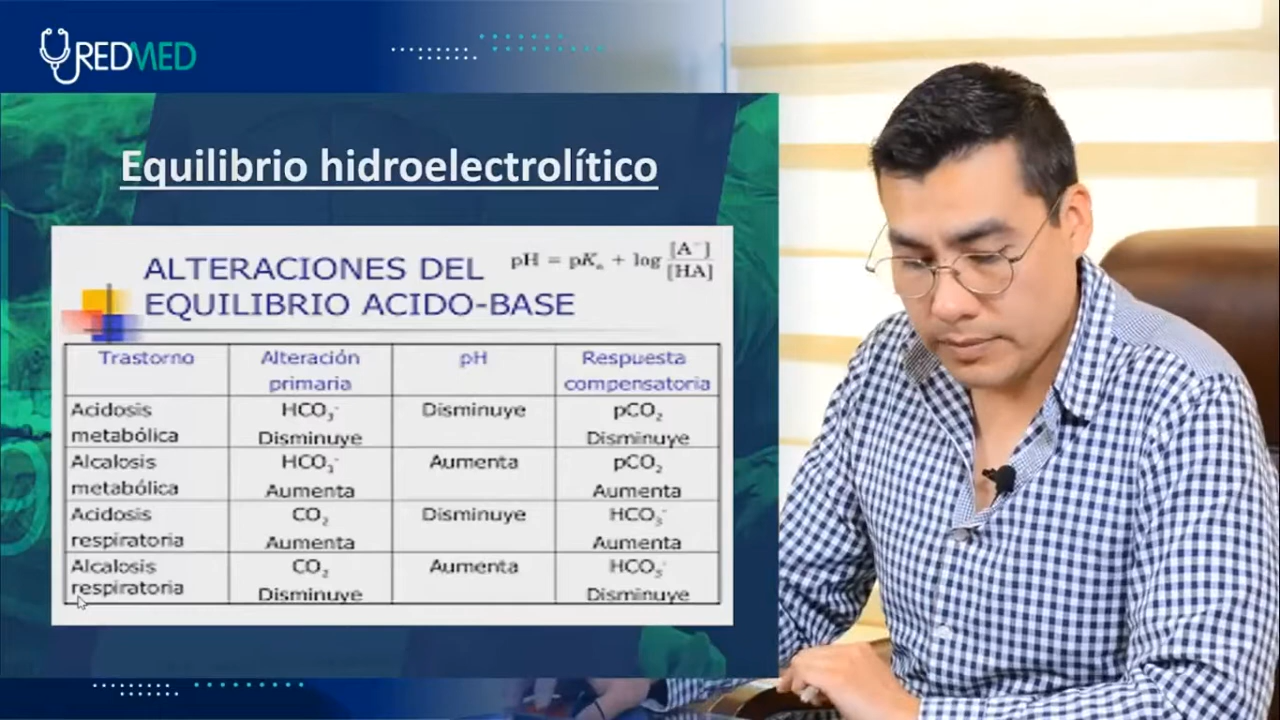 REDMED
Equilibrio hidroelectrolítico
ALTERACIONES DEL
EQUILIBRIO ACIDO-BASE
pH = pKₐ + log [A⁻]/[HA]
Trastorno Alteración primaria pH Respuesta compensatoria
Acidosis metabólica HCO₃⁻ Disminuye Disminuye pCO₂ Disminuye
Alcalosis metabólica HCO₃⁻ Aumenta Aumenta pCO₂ Aumenta
Acidosis respiratoria CO₂ Aumenta Disminuye HCO₃⁻ Aumenta
Alcalosis respiratoria CO₂ Disminuye Aumenta HCO₃⁻ Disminuye